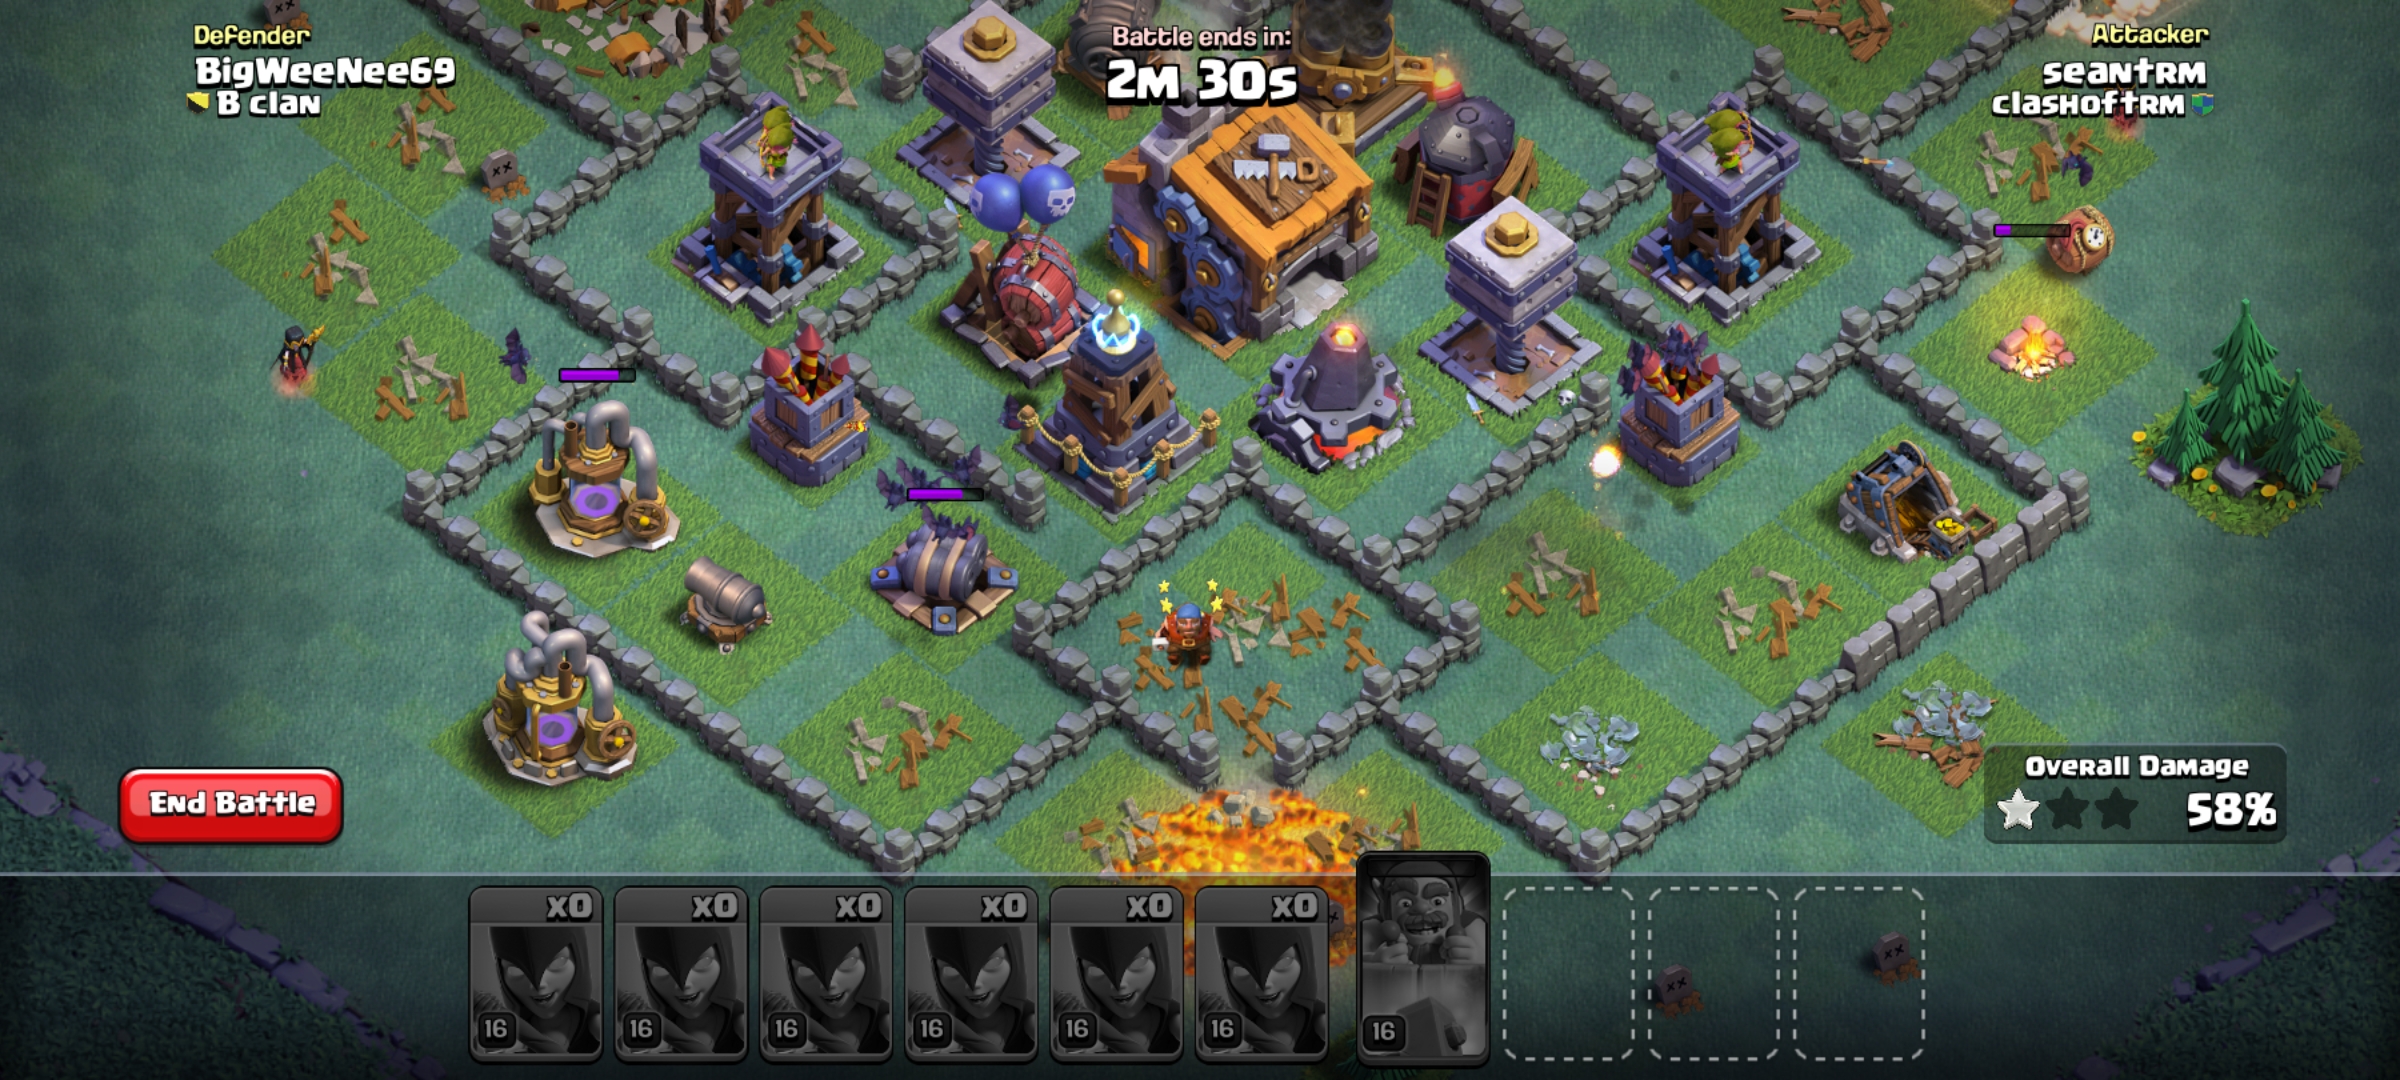 Defender
BigWeeNee69
B clan
Battle ends in:
2M 30s
Attacker
seantrm
clashoftrm
End Battle
Overall Damage
58%
x0
x0
x0
x0
x0
x0
16
16
16
16
16
16
16